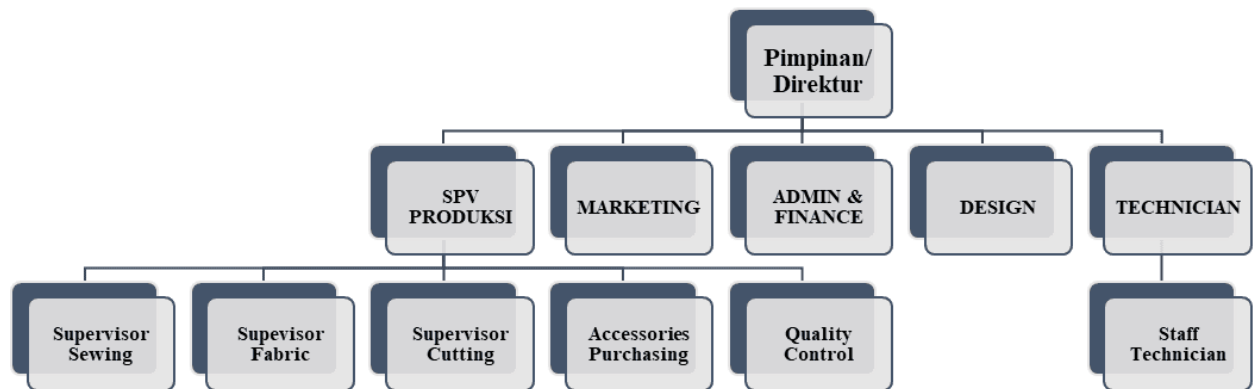 Pimpinan/
Direktur
SPV
PRODUKSI
MARKETING
ADMIN &
FINANCE
DESIGN
TECHNICIAN
Supervisor
Sewing
Supevisor
Fabric
Supervisor
Cutting
Accessories
Purchasing
Quality
Control
Staff
Technician